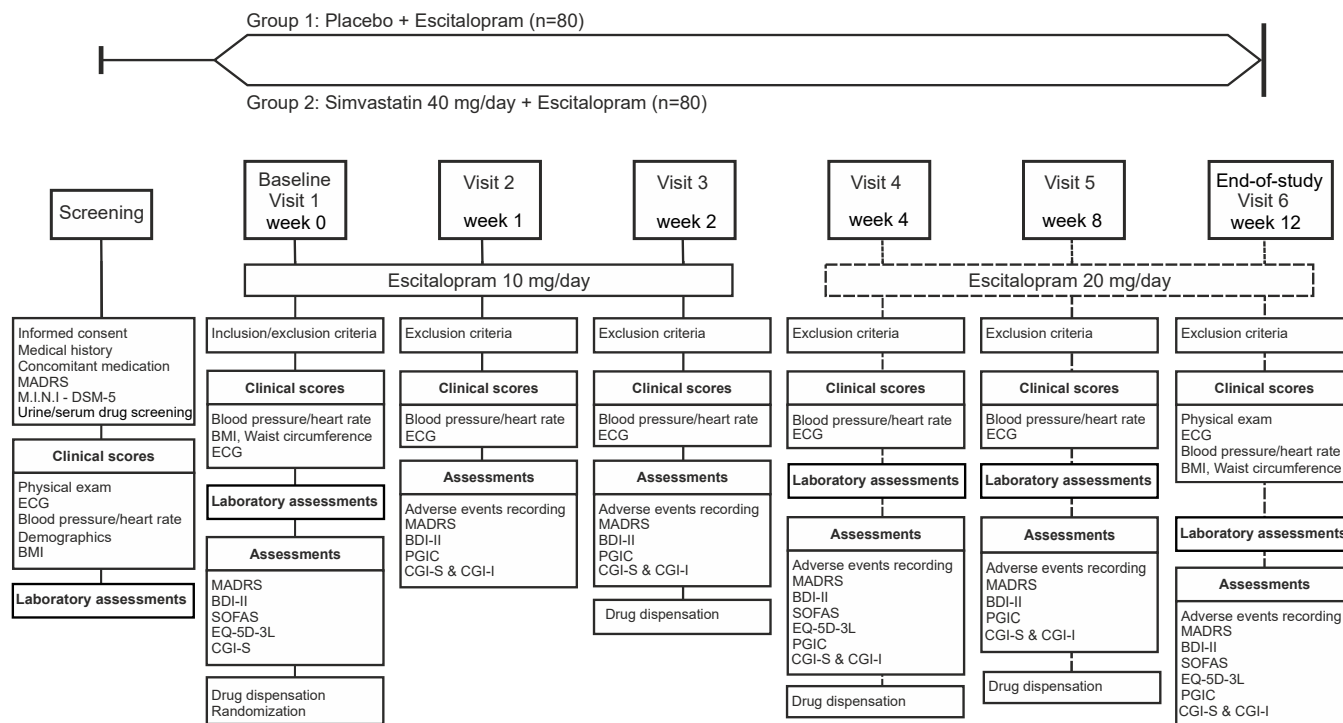 Group 1: Placebo + Escitalopram (n=80)
Group 2: Simvastatin 40 mg/day + Escitalopram (n=80)
Screening
Baseline
Visit 1
week 0
Visit 2
week 1
Visit 3
week 2
Visit 4
week 4
Visit 5
week 8
End-of-study
Visit 6
week 12
Escitalopram 10 mg/day
Escitalopram 20 mg/day
Informed consent
Medical history
Concomitant medication
MADRS
M.I.N.I - DSM-5
Urine/serum drug screening
Clinical scores
Physical exam
ECG
Blood pressure/heart rate
Demographics
BMI
Laboratory assessments
Inclusion/exclusion criteria
Clinical scores
Blood pressure/heart rate
BMI, Waist circumference
ECG
Laboratory assessments
Assessments
MADRS
BDI-II
SOFAS
EQ-5D-3L
CGI-S
Drug dispensation
Randomization
Exclusion criteria
Clinical scores
Blood pressure/heart rate
ECG
Assessments
Adverse events recording
MADRS
BDI-II
PGIC
CGI-S & CGI-I
Exclusion criteria
Clinical scores
Blood pressure/heart rate
ECG
Assessments
Adverse events recording
MADRS
BDI-II
PGIC
CGI-S & CGI-I
Drug dispensation
Exclusion criteria
Clinical scores
Blood pressure/heart rate
ECG
Laboratory assessments
Assessments
Adverse events recording
MADRS
BDI-II
SOFAS
EQ-5D-3L
PGIC
CGI-S & CGI-I
Drug dispensation
Exclusion criteria
Clinical scores
Blood pressure/heart rate
ECG
Laboratory assessments
Assessments
Adverse events recording
MADRS
BDI-II
PGIC
CGI-S & CGI-I
Drug dispensation
Exclusion criteria
Clinical scores
Physical exam
ECG
Blood pressure/heart rate
BMI, Waist circumference
Laboratory assessments
Assessments
Adverse events recording
MADRS
BDI-II
SOFAS
EQ-5D-3L
PGIC
CGI-S & CGI-I